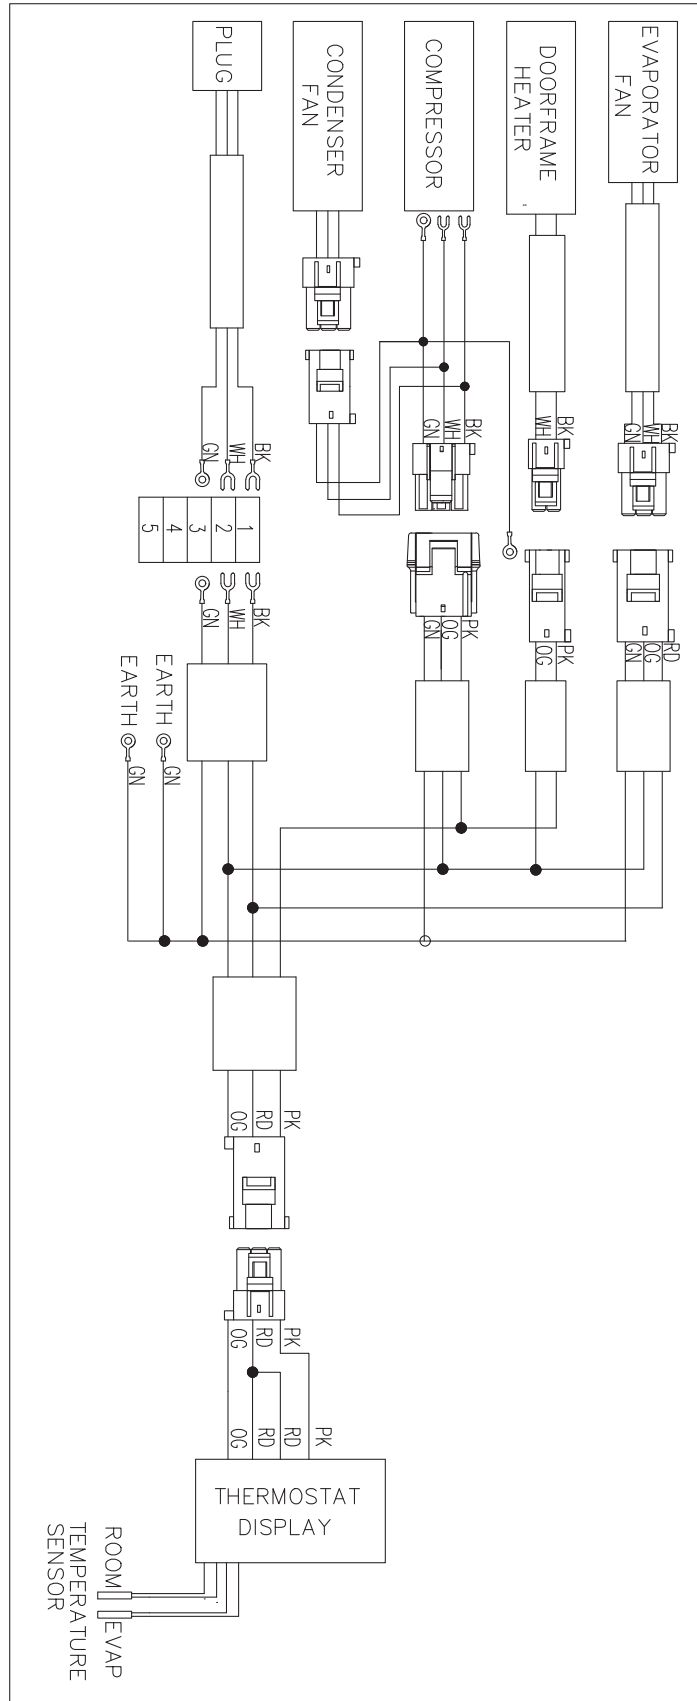 PLUG
CONDENSER
FAN
COMPRESSOR
DOORFRAME
HEATER
EVAPORATOR
FAN
GN
WH
BK
GN
WH
BK
WH
BK
GN
WH
BK
5
4
3
2
1
GN
WH
BK
GN
OG
PK
OG
PK
GN
OG
RD
EARTH
EARTH
GN
GN
OG
RD
PK
OG
RD
PK
OG
RD
RD
PK
THERMOSTAT
DISPLAY
ROOM
EVAP
TEMPERATURE
SENSOR